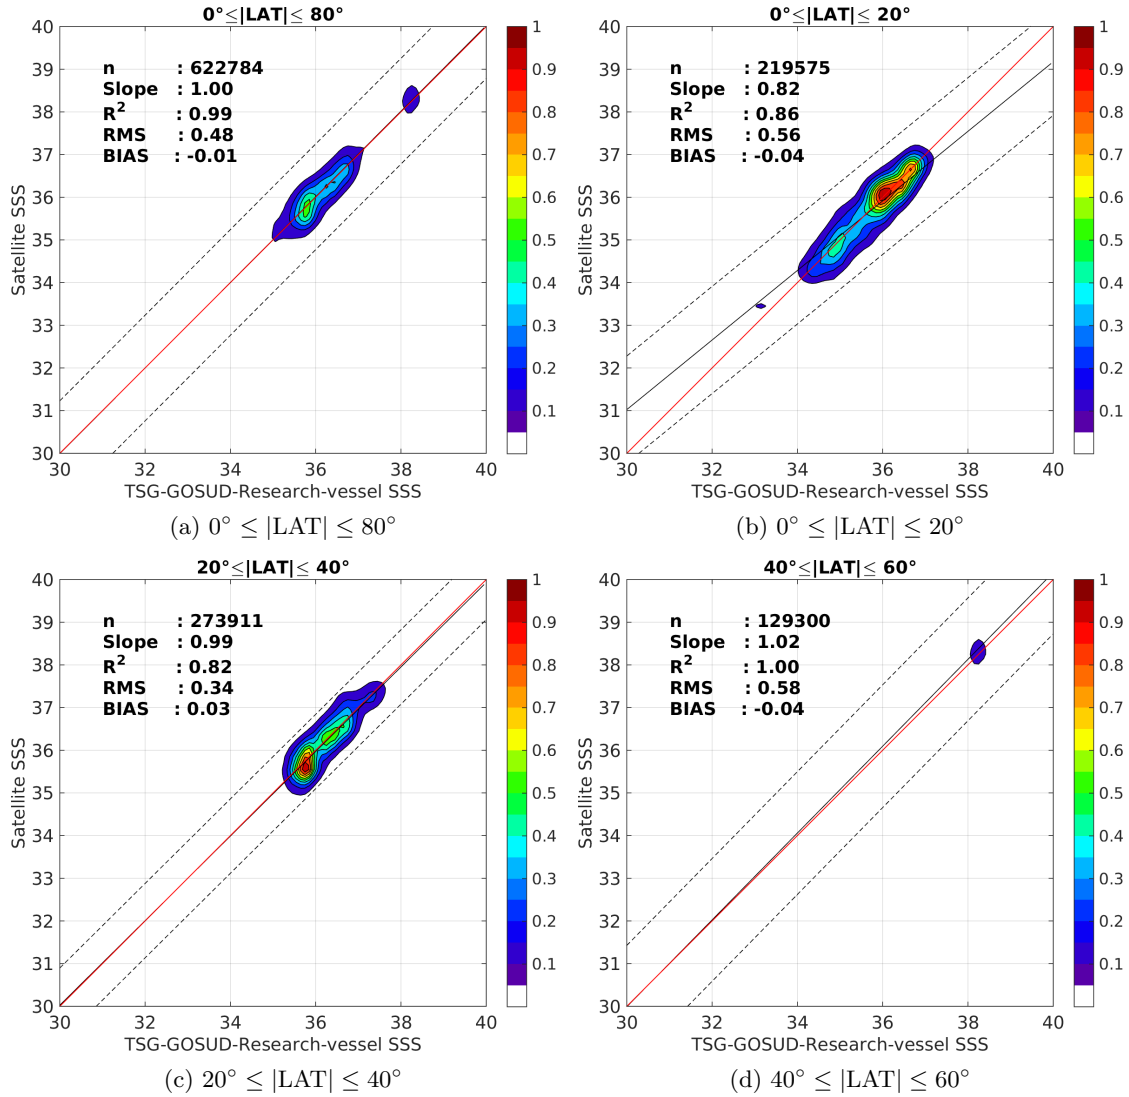 0°≤|LAT|≤ 80°
n : 622784
Slope : 1.00
R² : 0.99
RMS : 0.48
BIAS : -0.01
40
39
38
37
36
35
34
33
32
31
30
Satellite SSS
30 32 34 36 38 40
TSG-GOSUD-Research-vessel SSS
1
0.9
0.8
0.7
0.6
0.5
0.4
0.3
0.2
0.1
(a) 0° ≤ |LAT| ≤ 80°
0°≤|LAT|≤ 20°
n : 219575
Slope : 0.82
R² : 0.86
RMS : 0.56
BIAS : -0.04
40
39
38
37
36
35
34
33
32
31
30
Satellite SSS
30 32 34 36 38 40
TSG-GOSUD-Research-vessel SSS
1
0.9
0.8
0.7
0.6
0.5
0.4
0.3
0.2
0.1
(b) 0° ≤ |LAT| ≤ 20°
20°≤|LAT|≤ 40°
n : 273911
Slope : 0.99
R² : 0.82
RMS : 0.34
BIAS : 0.03
40
39
38
37
36
35
34
33
32
31
30
Satellite SSS
30 32 34 36 38 40
TSG-GOSUD-Research-vessel SSS
1
0.9
0.8
0.7
0.6
0.5
0.4
0.3
0.2
0.1
(c) 20° ≤ |LAT| ≤ 40°
40°≤|LAT|≤ 60°
n : 129300
Slope : 1.02
R² : 1.00
RMS : 0.58
BIAS : -0.04
40
39
38
37
36
35
34
33
32
31
30
Satellite SSS
30 32 34 36 38 40
TSG-GOSUD-Research-vessel SSS
1
0.9
0.8
0.7
0.6
0.5
0.4
0.3
0.2
0.1
(d) 40° ≤ |LAT| ≤ 60°